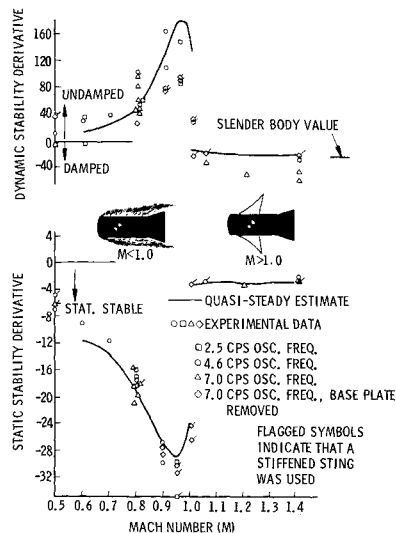 DYNAMIC STABILITY DERIVATIVE
160
120
80
40
0
-40
UNDAMPED
DAMPED
SLENDER BODY VALUE
M<1.0
M>1.0
STATIC STABILITY DERIVATIVE
4
0
-4
-8
-12
-16
-20
-24
-28
-35
STAT. STABLE
QUASI-STEADY ESTIMATE
EXPERIMENTAL DATA
2.5 CPS OSC. FREQ.
4.6 CPS OSC. FREQ.
7.0 CPS OSC. FREQ.
7.0 CPS OSC. FREQ., BASE PLATE
REMOVED
FLAGGED SYMBOLS
INDICATE THAT A
STIFFENED STING
WAS USED
0.5 0.6 0.7 0.8 0.9 1.0 1.1 1.2 1.3 1.4
MACH NUMBER (M)